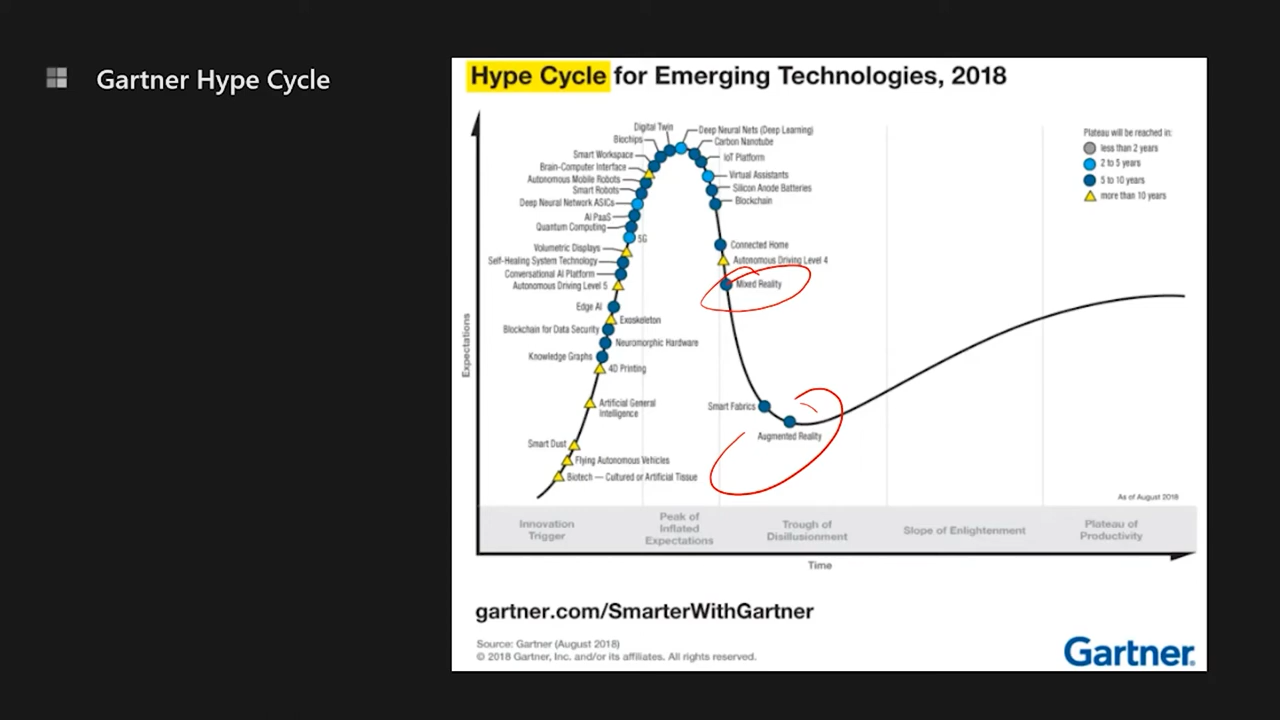 Gartner Hype Cycle
Hype Cycle for Emerging Technologies, 2018
Plateau will be reached in:
less than 2 years
2 to 5 years
5 to 10 years
more than 10 years
Expectations
Digital Twin
Biochips
Smart Workspace
Brain-Computer Interface
Autonomous Mobile Robots
Smart Robots
Deep Neural Network ASICs
AI PaaS
Quantum Computing
5G
Volumetric Displays
Self-Healing System Technology
Conversational AI Platform
Autonomous Driving Level 5
Edge AI
Exoskeleton
Blockchain for Data Security
Neuromorphic Hardware
Knowledge Graphs
4D Printing
Artificial General
Intelligence
Smart Dust
Flying Autonomous Vehicles
Biotech — Cultured or Artificial Tissue
Deep Neural Nets (Deep Learning)
Carbon Nanotube
IoT Platform
Virtual Assistants
Silicon Anode Batteries
Blockchain
Connected Home
Autonomous Driving Level 4
Mixed Reality
Smart Fabrics
Augmented Reality
As of August 2018
Innovation
Trigger
Peak of
Inflated
Expectations
Trough of
Disillusionment
Slope of Enlightenment
Plateau of
Productivity
Time
gartner.com/SmarterWithGartner
Source: Gartner (August 2018)
© 2018 Gartner, Inc. and/or its affiliates. All rights reserved.
Gartner.